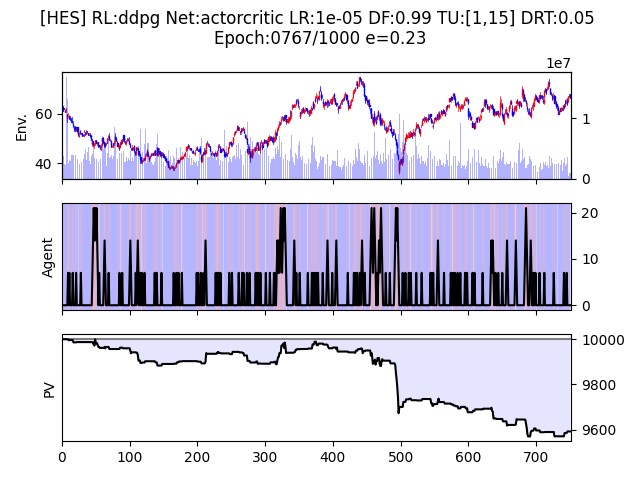 [HES] RL:ddpg Net:actorcritic LR:1e-05 DF:0.99 TU:[1,15] DRT:0.05
Epoch:0767/1000 e=0.23
1e7
Env.
60
40
1
0
Agent
20
10
0
PV
10000
9800
9600
0 100 200 300 400 500 600 700